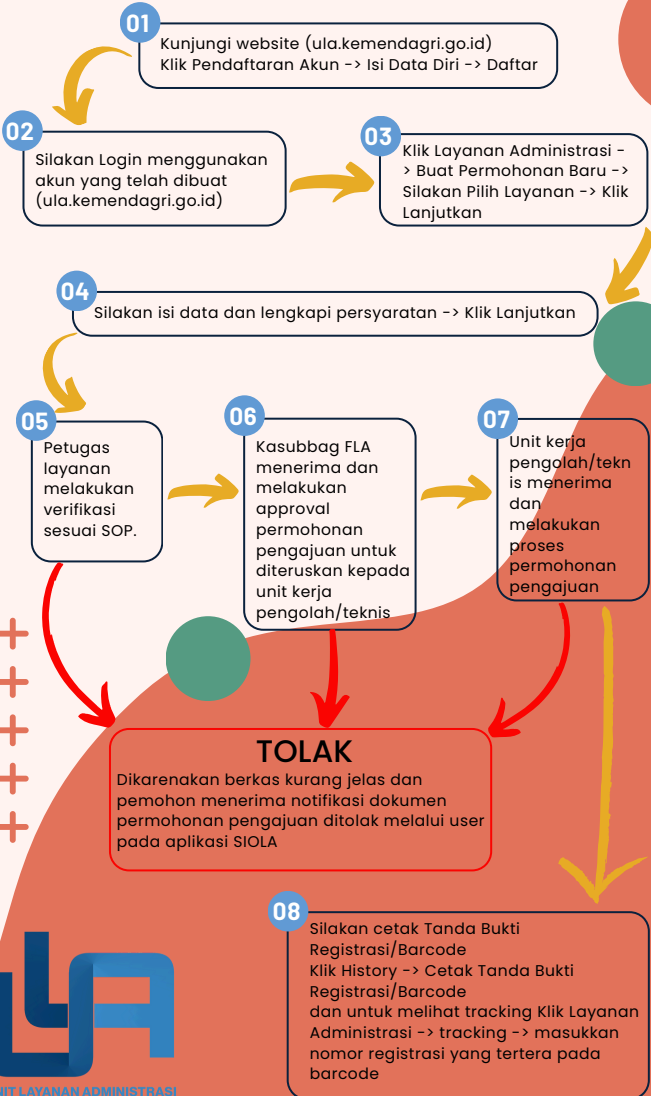 01
Kunjungi website (ula.kemendagri.go.id)
Klik Pendaftaran Akun -> Isi Data Diri -> Daftar
02
Silakan Login menggunakan
akun yang telah dibuat
(ula.kemendagri.go.id)
03
Klik Layanan Administrasi -
> Buat Permohonan Baru ->
Silakan Pilih Layanan -> Klik
Lanjutkan
04
Silakan isi data dan lengkapi persyaratan -> Klik Lanjutkan
05
Petugas
layanan
melakukan
verifikasi
sesuai SOP.
06
Kasubbag FLA
menerima dan
melakukan
approval
permohonan
pengajuan untuk
diteruskan kepada
unit kerja
pengolah/teknis
07
Unit kerja
pengolah/tekn
is menerima
dan
melakukan
proses
permohonan
pengajuan
TOLAK
Dikarenakan berkas kurang jelas dan
pemohon menerima notifikasi dokumen
permohonan pengajuan ditolak melalui user
pada aplikasi SIOLA
08
Silakan cetak Tanda Bukti
Registrasi/Barcode
Klik History -> Cetak Tanda Bukti
Registrasi/Barcode
dan untuk melihat tracking Klik Layanan
Administrasi -> tracking -> masukkan
nomor registrasi yang tertera pada
barcode
NIT LAYANAN ADMINISTRASI